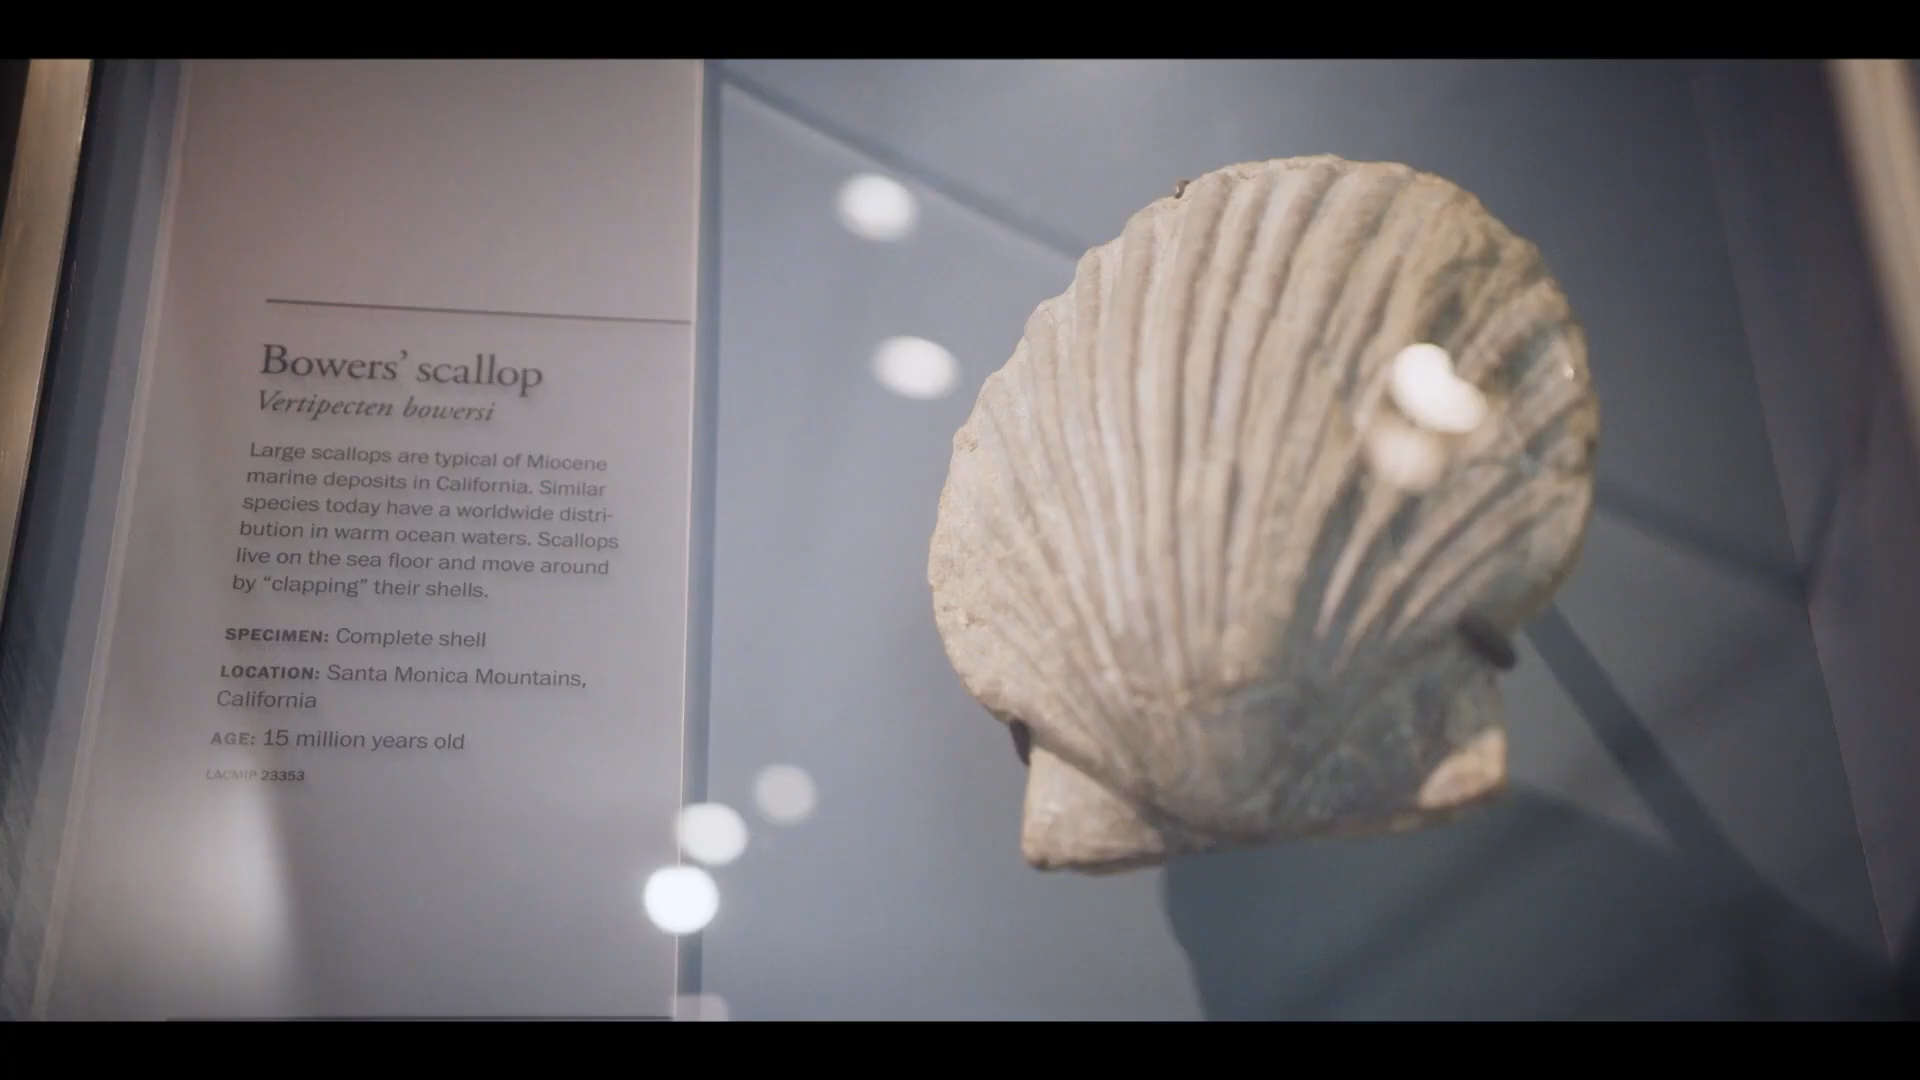 Bowers’ scallop
Vertipecten bowersi
Large scallops are typical of Miocene
marine deposits in California. Similar
species today have a worldwide distri-
bution in warm ocean waters. Scallops
live on the sea floor and move around
by “clapping” their shells.
SPECIMEN: Complete shell
LOCATION: Santa Monica Mountains,
California
AGE: 15 million years old
LACMIP 23353